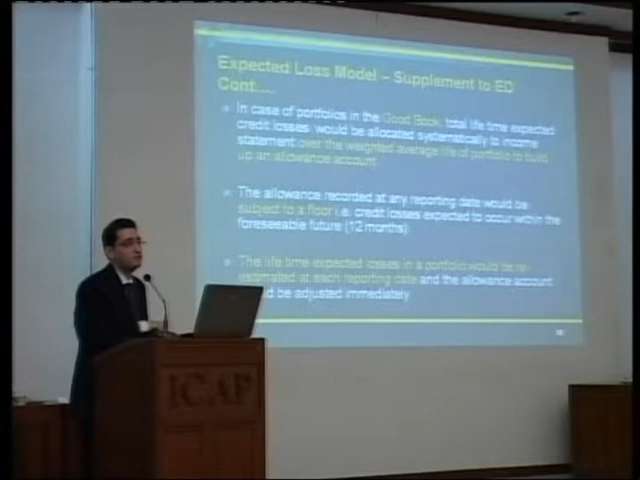 Expected Loss Model – Supplement to ED
Cont....
In case of portfolios in the Good Book, total life time expected
credit losses would be allocated systematically to income
statement over the weighted average life of portfolio to build
up an allowance account.
The allowance recorded at any reporting date would be
subject to a floor i.e. credit losses expected to occur within the
foreseeable future (12 months).
The life time expected losses in a portfolio would be re-
estimated at each reporting date and the allowance account
be adjusted immediately
ICAP